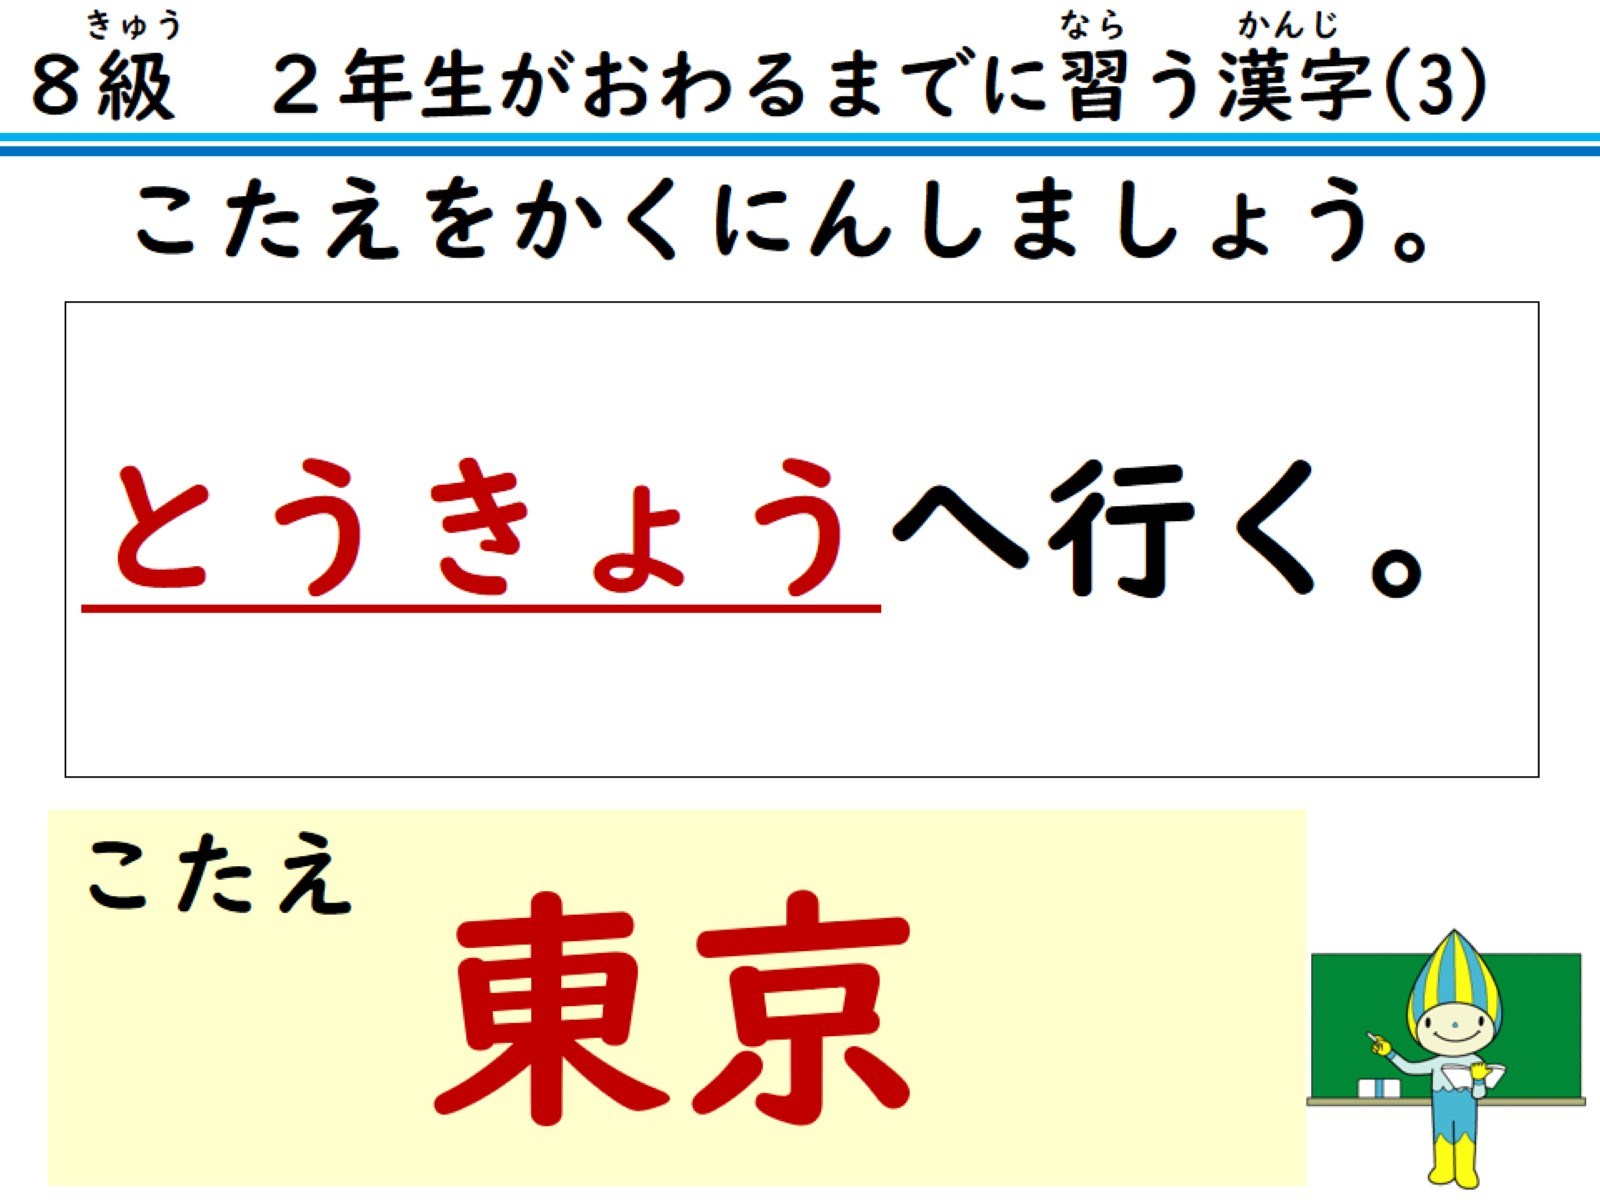 きゅう なら かんじ
８級　２年生がおわるまでに習う漢字(3)
こたえをかくにんしましょう。
とうきょうへ行く。
こたえ
東京